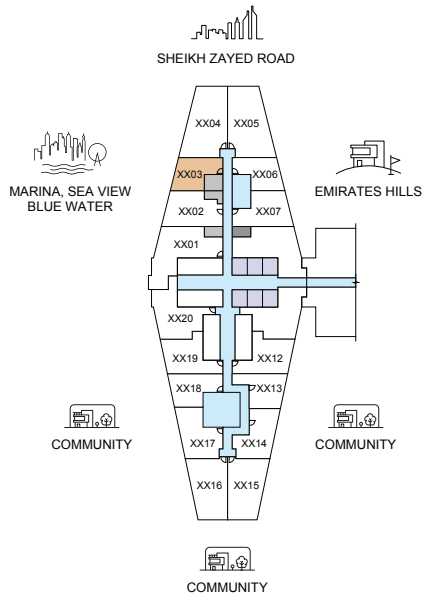 SHEIKH ZAYED ROAD
XX04
XX05
XX03
XX06
MARINA, SEA VIEW
BLUE WATER
EMIRATES HILLS
XX02
XX07
XX01
XX20
XX19
XX12
XX18
XX13
COMMUNITY
COMMUNITY
XX17
XX14
XX16
XX15
COMMUNITY